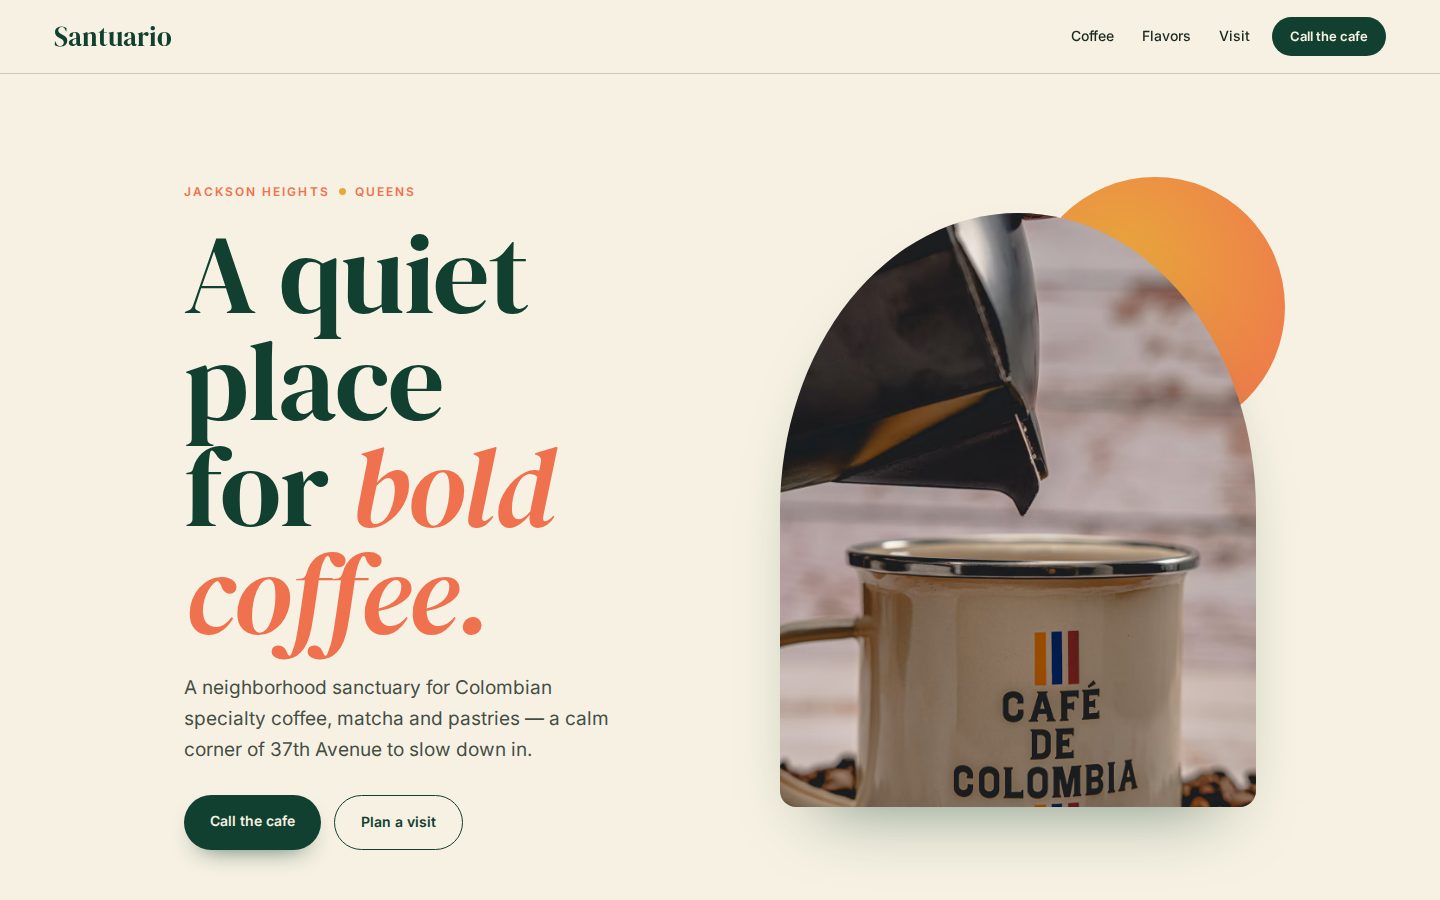 Santuario
Coffee Flavors Visit Call the cafe
JACKSON HEIGHTS • QUEENS
A quiet
place
for bold
coffee.
A neighborhood sanctuary for Colombian
specialty coffee, matcha and pastries — a calm
corner of 37th Avenue to slow down in.
Call the cafe Plan a visit
CAFÉ
DE
COLOMBIA